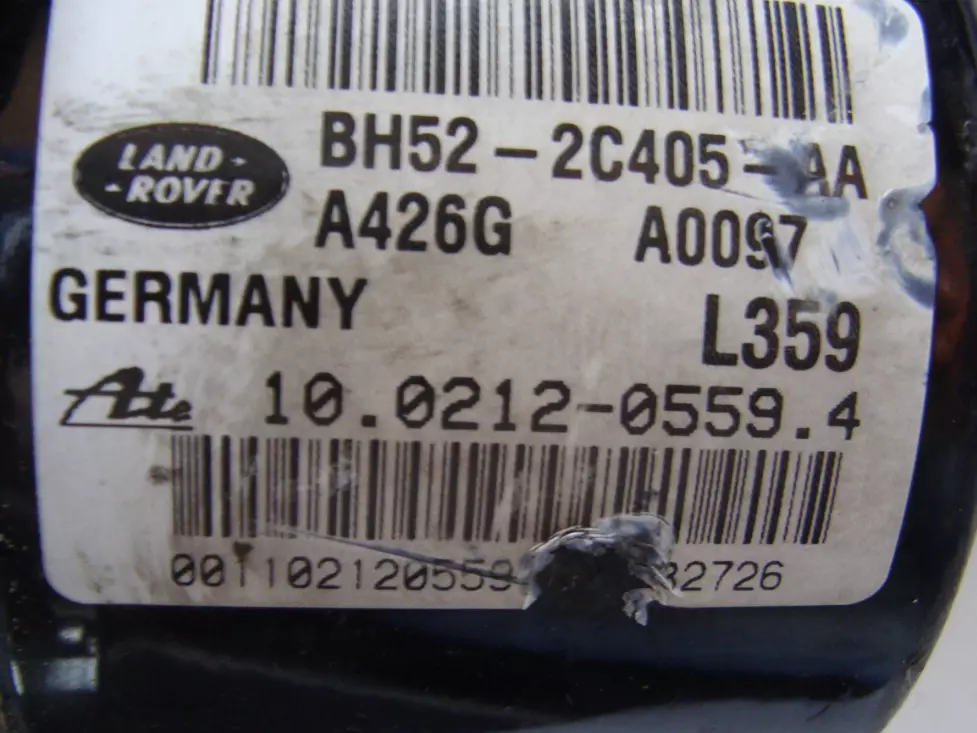 LAND-
-ROVER
BH52-2C405-AA
A426G A0097
GERMANY
L359
Ate 10.0212-0559.4
001102120559 32726